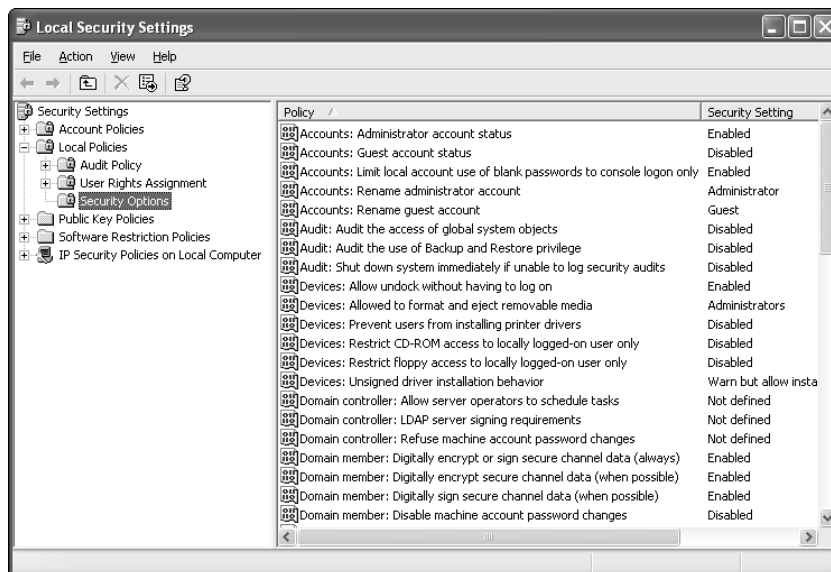 Local Security Settings
File Action View Help
Security Settings
Account Policies
Local Policies
Audit Policy
User Rights Assignment
Security Options
Public Key Policies
Software Restriction Policies
IP Security Policies on Local Computer
Policy Security Setting
Accounts: Administrator account status Enabled
Accounts: Guest account status Disabled
Accounts: Limit local account use of blank passwords to console logon only Enabled
Accounts: Rename administrator account Administrator
Accounts: Rename guest account Guest
Audit: Audit the access of global system objects Disabled
Audit: Audit the use of Backup and Restore privilege Disabled
Audit: Shut down system immediately if unable to log security audits Disabled
Devices: Allow undock without having to log on Enabled
Devices: Allowed to format and eject removable media Administrators
Devices: Prevent users from installing printer drivers Disabled
Devices: Restrict CD-ROM access to locally logged-on user only Disabled
Devices: Restrict floppy access to locally logged-on user only Disabled
Devices: Unsigned driver installation behavior Warn but allow insta
Domain controller: Allow server operators to schedule tasks Not defined
Domain controller: LDAP server signing requirements Not defined
Domain controller: Refuse machine account password changes Not defined
Domain member: Digitally encrypt or sign secure channel data (always) Enabled
Domain member: Digitally encrypt secure channel data (when possible) Enabled
Domain member: Digitally sign secure channel data (when possible) Enabled
Domain member: Disable machine account password changes Disabled